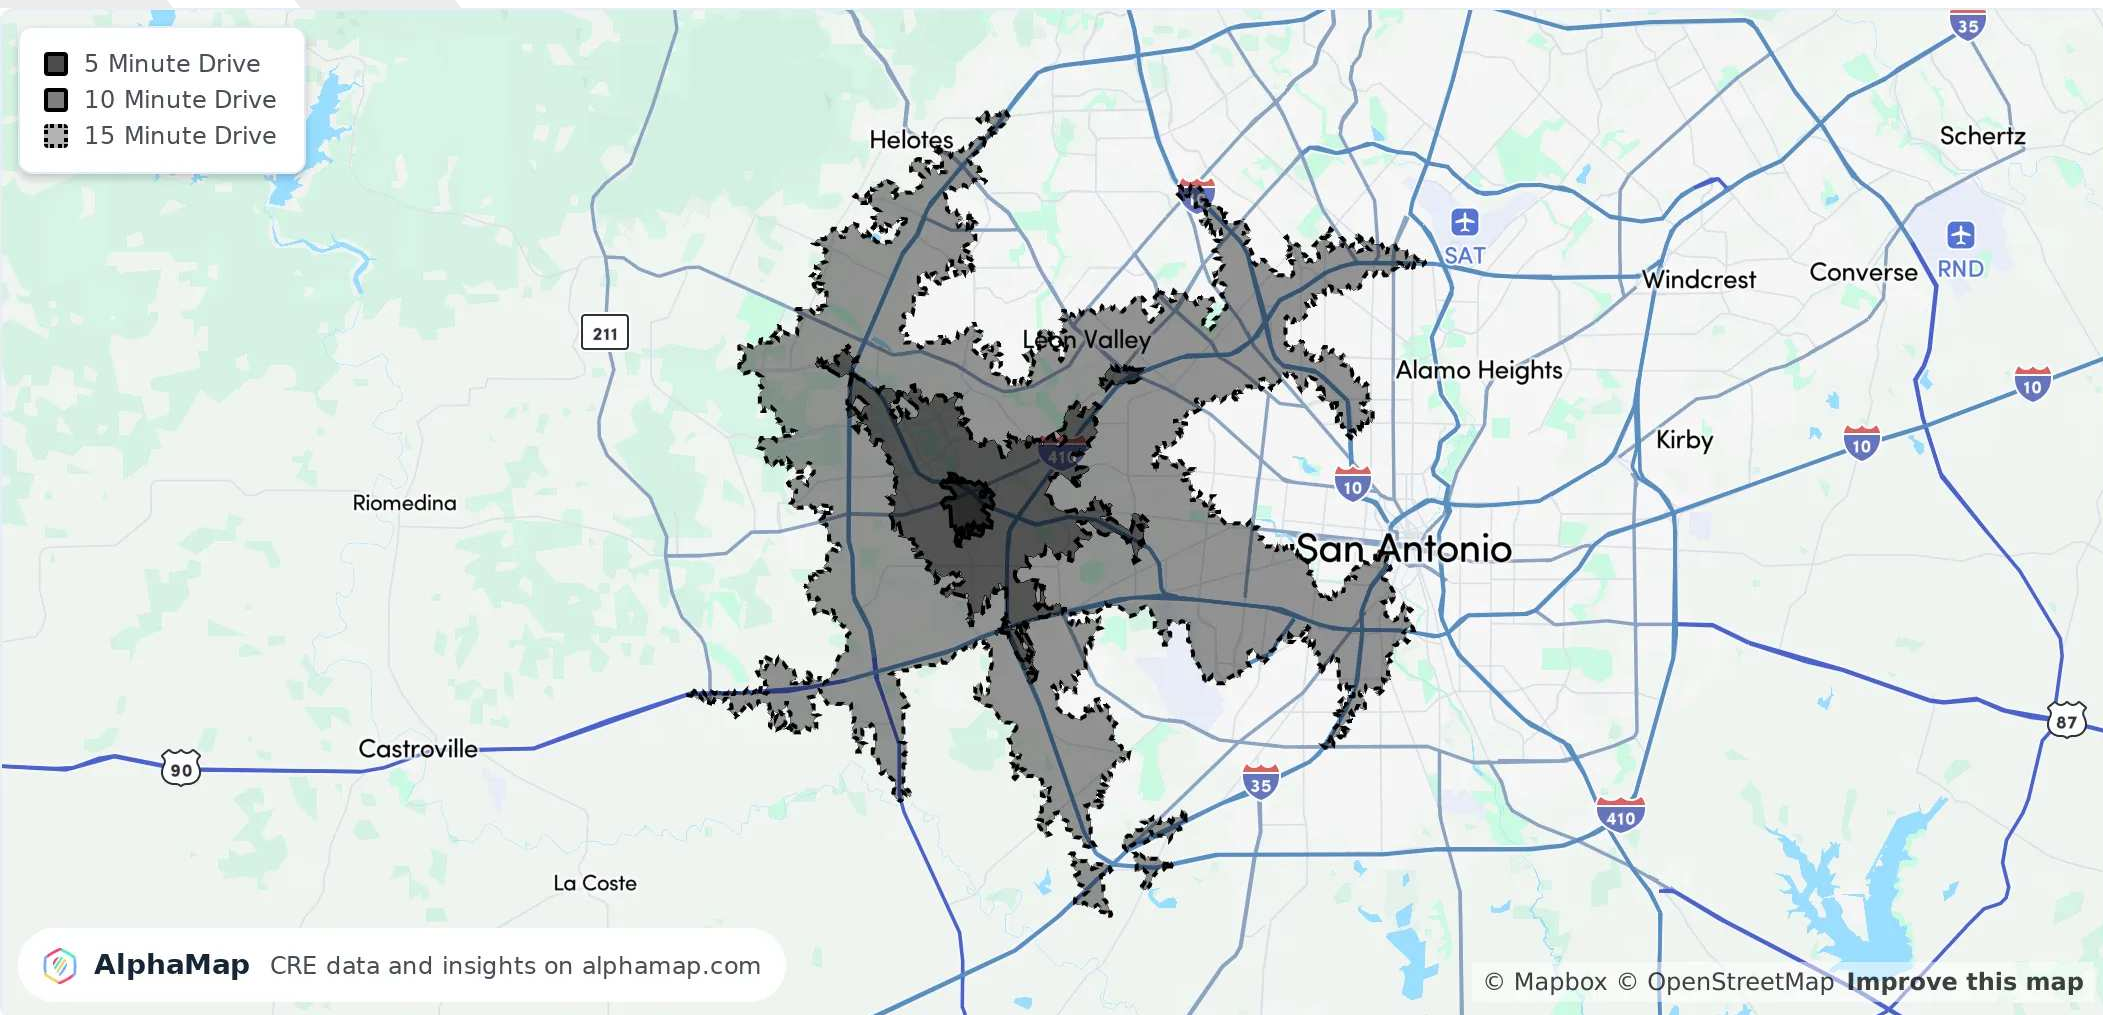 5 Minute Drive
10 Minute Drive
15 Minute Drive
35
Helotes
Schertz
SAT
RND
Windcrest
Converse
211
Leon Valley
Alamo Heights
10
10
Kirby
410
10
Riomedina
San Antonio
Castroville
90
87
35
410
La Coste
AlphaMap CRE data and insights on alphamap.com
© Mapbox © OpenStreetMap Improve this map